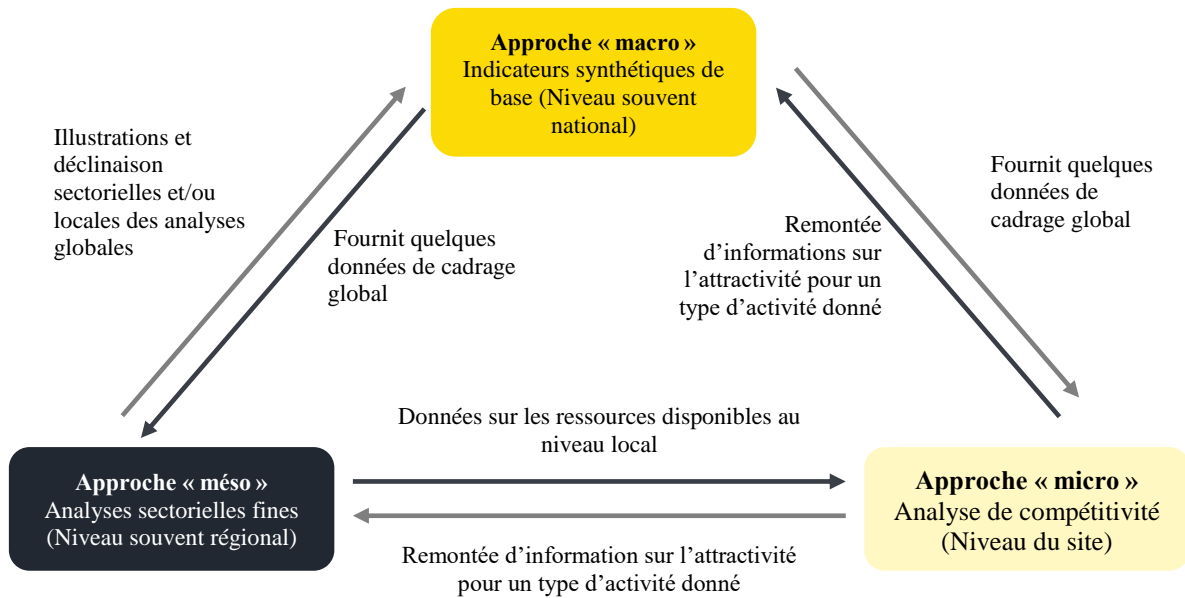 Approche « macro »
Indicateurs synthétiques de
base (Niveau souvent
national)
Illustrations et
déclinaison
sectorielles et/ou
locales des analyses
globales
Fournit quelques
données de cadrage
global
Remontée
d’informations sur
l’attractivité pour un
type d’activité donné
Fournit quelques
données de
cadrage global
Données sur les ressources disponibles au
niveau local
Approche « méso »
Analyses sectorielles fines
(Niveau souvent régional)
Approche « micro »
Analyse de compétitivité
(Niveau du site)
Remontée d’information sur l’attractivité
pour un type d’activité donné